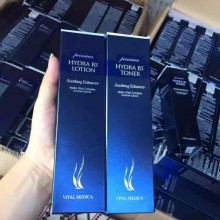 premium
HYDRA B5
LOTION
-Soothing Enhancer-
VITAL MEDICA
premium
HYDRA B5
TONER
-Soothing Enhancer-
VITAL MEDICA